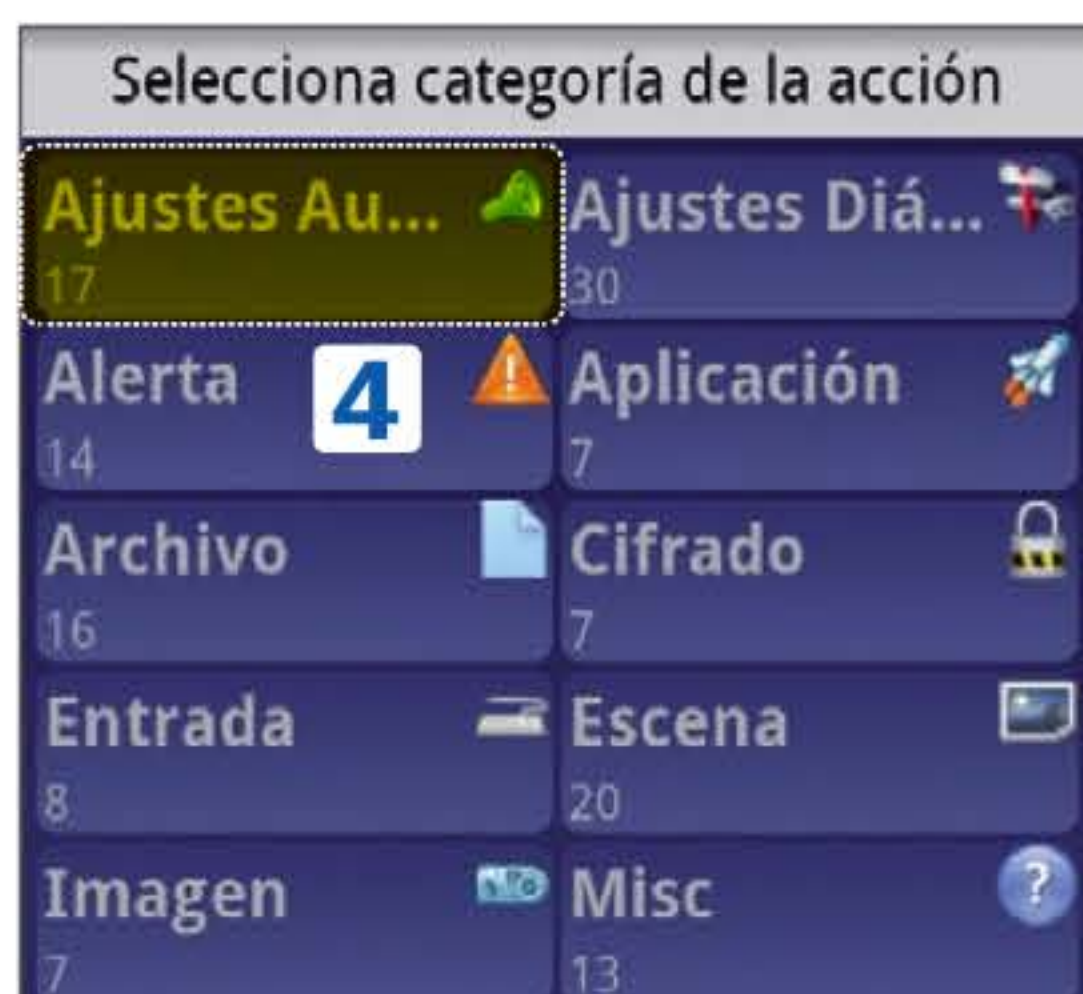 Selecciona categoría de la acción
Ajustes Au... Ajustes Diá...
17 30
Alerta 4 Aplicación
14 7
Archivo Cifrado
16 7
Entrada Escena
8 20
Imagen Misc
7 13